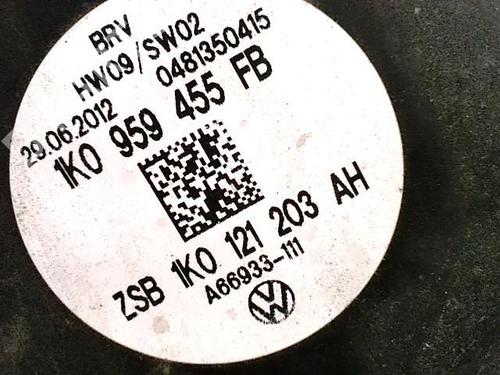 BRV
HW09/SW02
29.06.2012 0481350415
1K0 959 455 FB
ZSB 1K0 121 203 AH
A66933-111